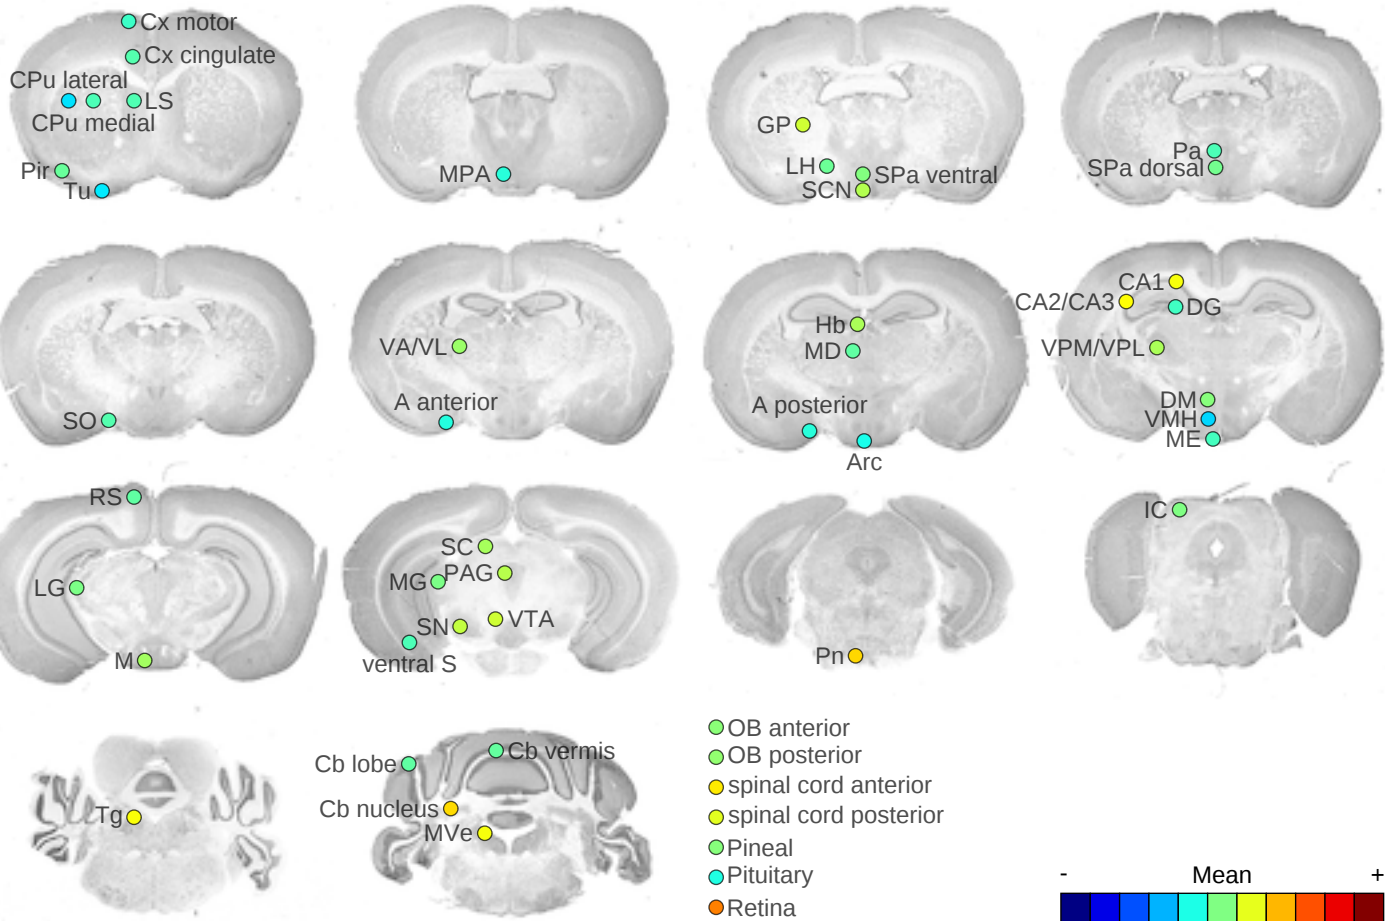 Cx motor
Cx cingulate
CPu lateral
LS
CPu medial
Pir
Tu
MPA
GP
LH
SPa ventral
SCN
Pa
SPa dorsal
SO
VA/VL
A anterior
Hb
MD
A posterior
Arc
CA1
CA2/CA3
DG
VPM/VPL
DM
VMH
ME
RS
LG
M
SC
PAG
MG
SN
VTA
ventral S
Pn
IC
Tg
Cb lobe
Cb vermis
Cb nucleus
MVe
OB anterior
OB posterior
spinal cord anterior
spinal cord posterior
Pineal
Pituitary
Retina
- Mean +